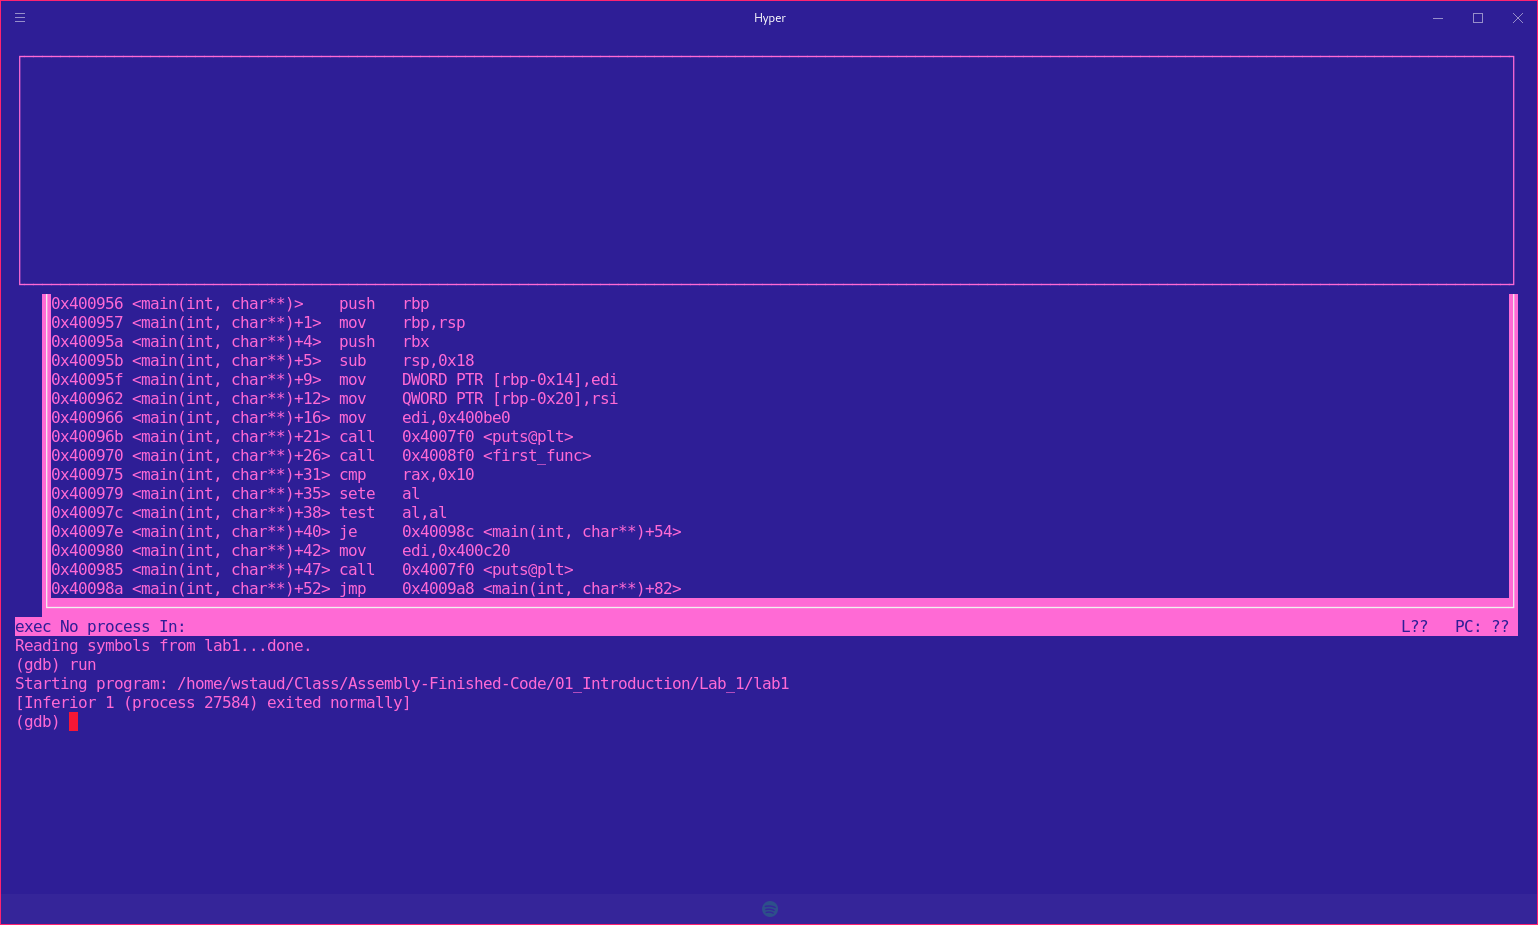 Hyper
0x400956 <main(int, char**)>    push   rbp
0x400957 <main(int, char**)+1>  mov    rbp,rsp
0x40095a <main(int, char**)+4>  push   rbx
0x40095b <main(int, char**)+5>  sub    rsp,0x18
0x40095f <main(int, char**)+9>  mov    DWORD PTR [rbp-0x14],edi
0x400962 <main(int, char**)+12> mov    QWORD PTR [rbp-0x20],rsi
0x400966 <main(int, char**)+16> mov    edi,0x400be0
0x40096b <main(int, char**)+21> call   0x4007f0 <puts@plt>
0x400970 <main(int, char**)+26> call   0x4008f0 <first_func>
0x400975 <main(int, char**)+31> cmp    rax,0x10
0x400979 <main(int, char**)+35> sete   al
0x40097c <main(int, char**)+38> test   al,al
0x40097e <main(int, char**)+40> je     0x40098c <main(int, char**)+54>
0x400980 <main(int, char**)+42> mov    edi,0x400c20
0x400985 <main(int, char**)+47> call   0x4007f0 <puts@plt>
0x40098a <main(int, char**)+52> jmp    0x4009a8 <main(int, char**)+82>
exec No process In:    L??   PC: ??
Reading symbols from lab1...done.
(gdb) run
Starting program: /home/wstaud/Class/Assembly-Finished-Code/01_Introduction/Lab_1/lab1
[Inferior 1 (process 27584) exited normally]
(gdb)